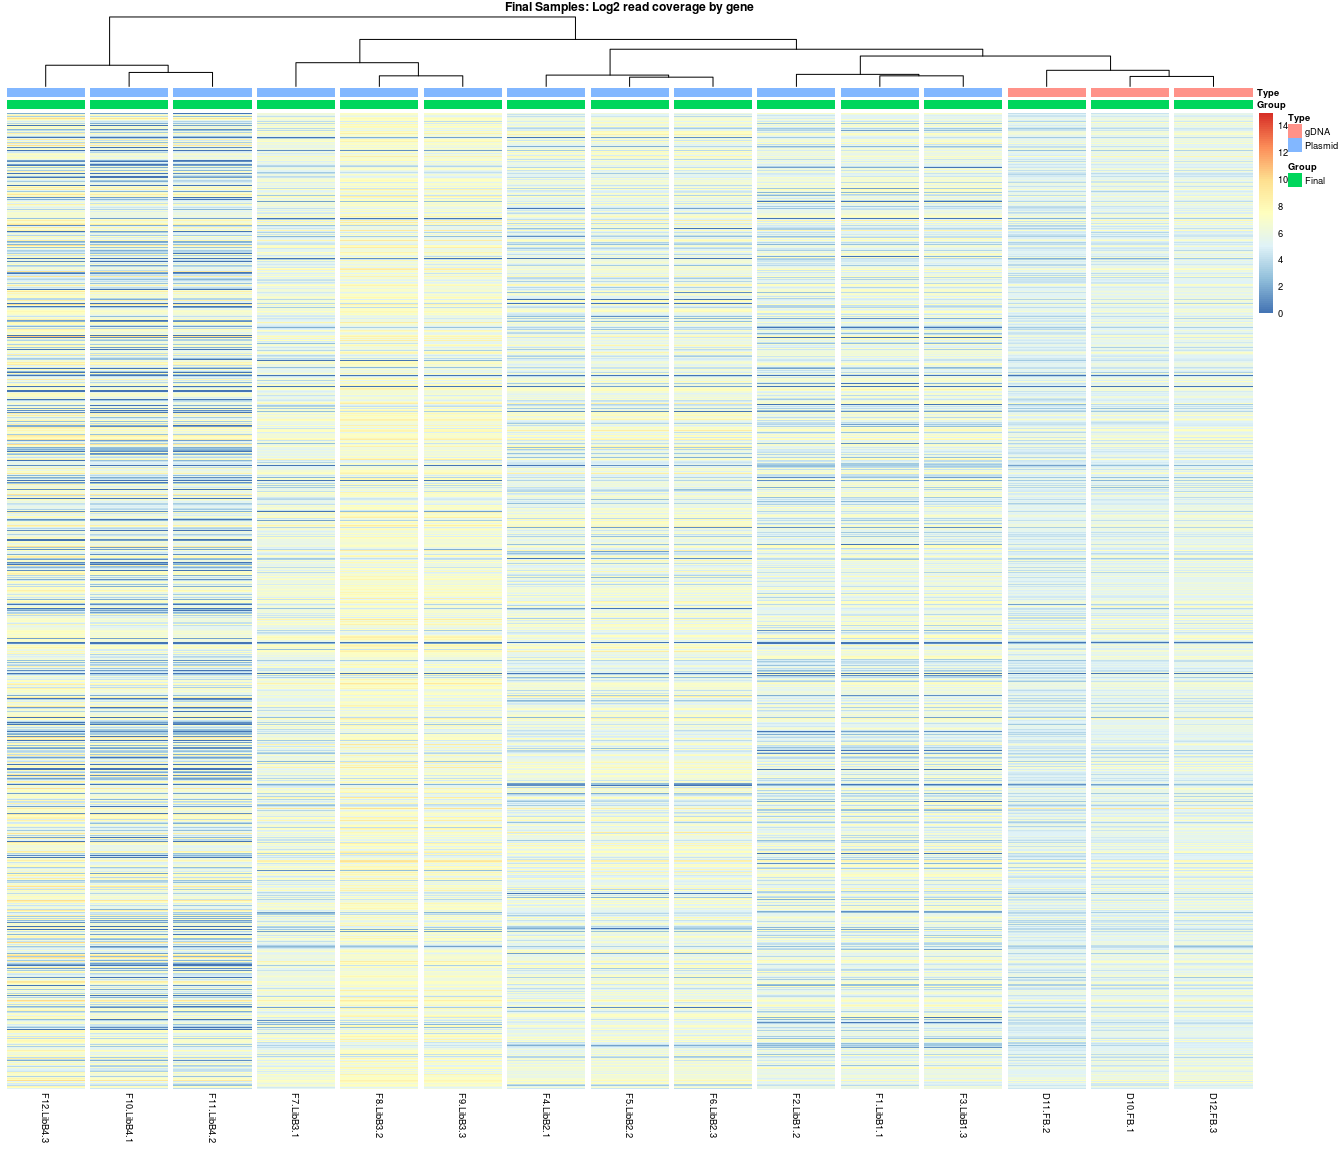 Final Samples: Log2 read coverage by gene
Type
Group
14
12
10
8
6
4
2
0
Type
gDNA
Plasmid
Group
Final
F12.LibB4.3
F10.LibB4.1
F11.LibB4.2
F7.LibB3.1
F8.LibB3.2
F9.LibB3.3
F4.LibB2.1
F5.LibB2.2
F6.LibB2.3
F2.LibB1.2
F1.LibB1.1
F3.LibB1.3
D11.FB.2
D10.FB.1
D12.FB.3